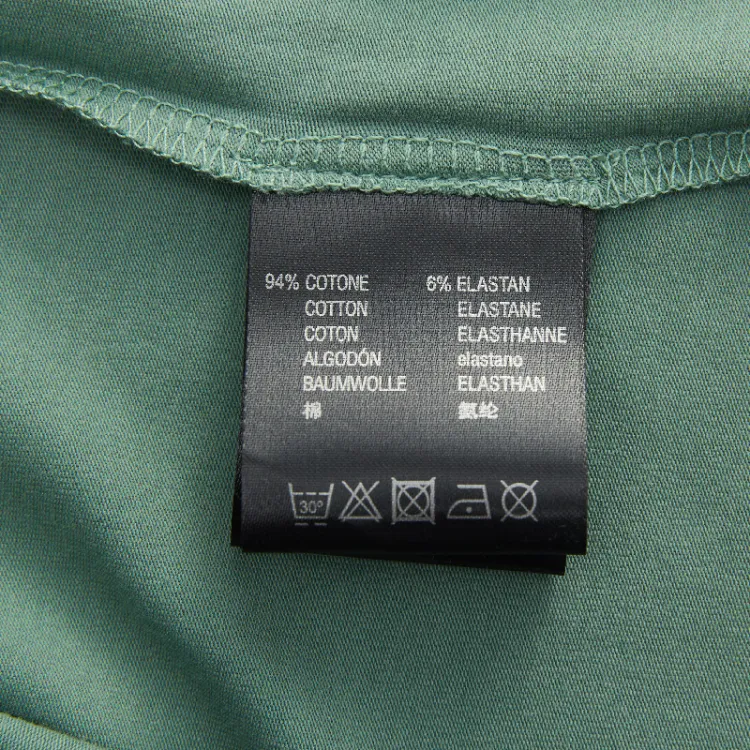 94% COTONE 6% ELASTAN
COTTON ELASTANE
COTON ELASTHANNE
ALGODÓN elastano
BAUMWOLLE ELASTHAN
棉 氨纶
30°